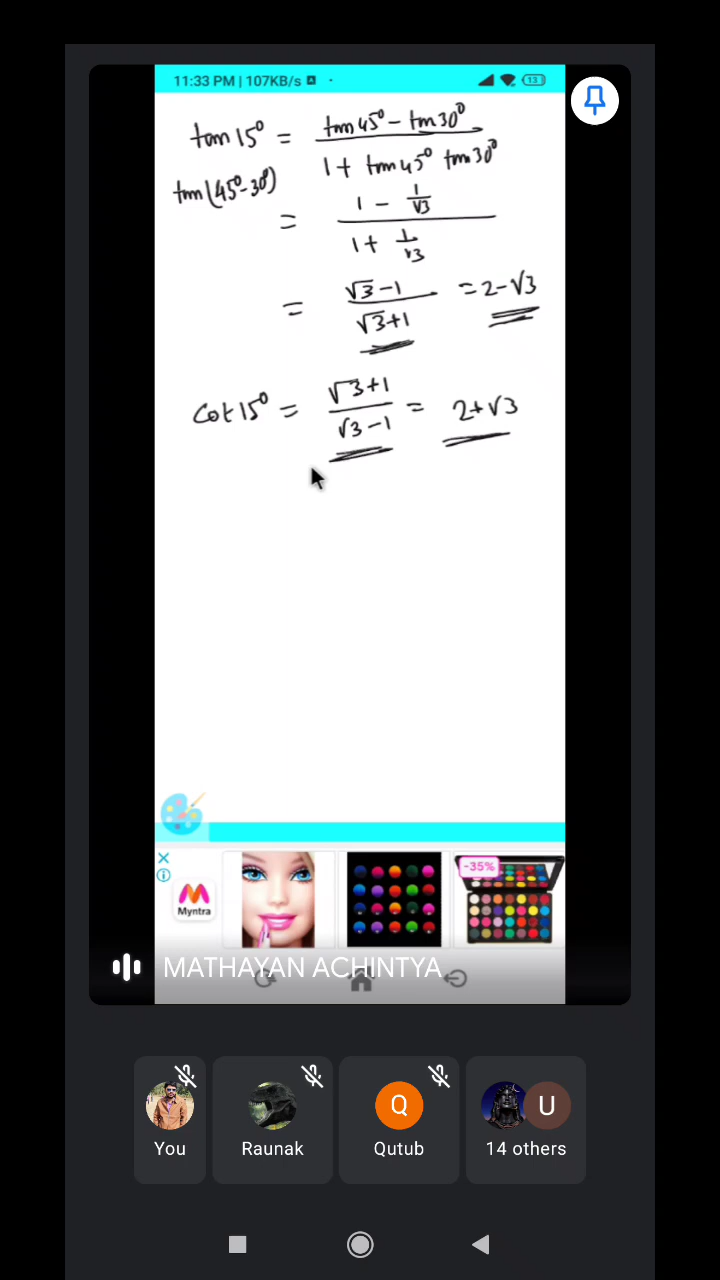 11:33 PM | 107KB/s A
13
tan 15° = tan 45° - tan 30° / 1 + tan 45° tan 30°
tan(45°-30°)
= 1 - 1/√3 / 1 + 1/√3
= √3-1 / √3+1 = 2-√3
cot 15° = √3+1 / √3-1 = 2+√3
Myntra
-35%
MATHAYAN ACHINTYA
Q
U
You
Raunak
Qutub
14 others